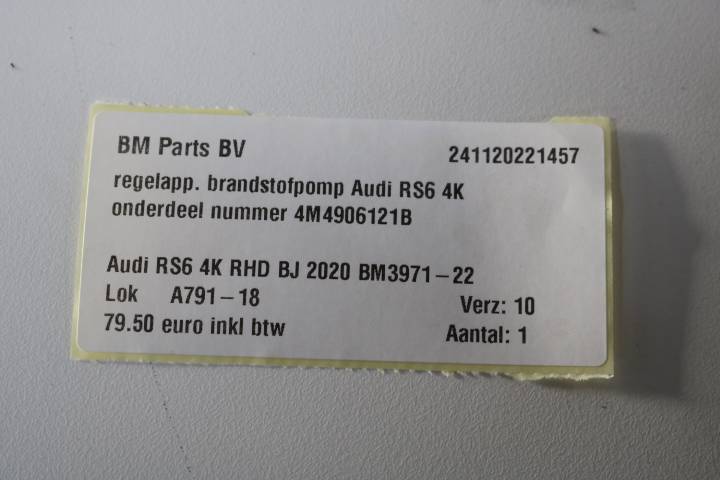 BM Parts BV 241120221457
regelapp. brandstofpomp Audi RS6 4K
onderdeel nummer 4M4906121B
Audi RS6 4K RHD BJ 2020 BM3971-22
Lok A791-18 Verz: 10
79.50 euro inkl btw Aantal: 1